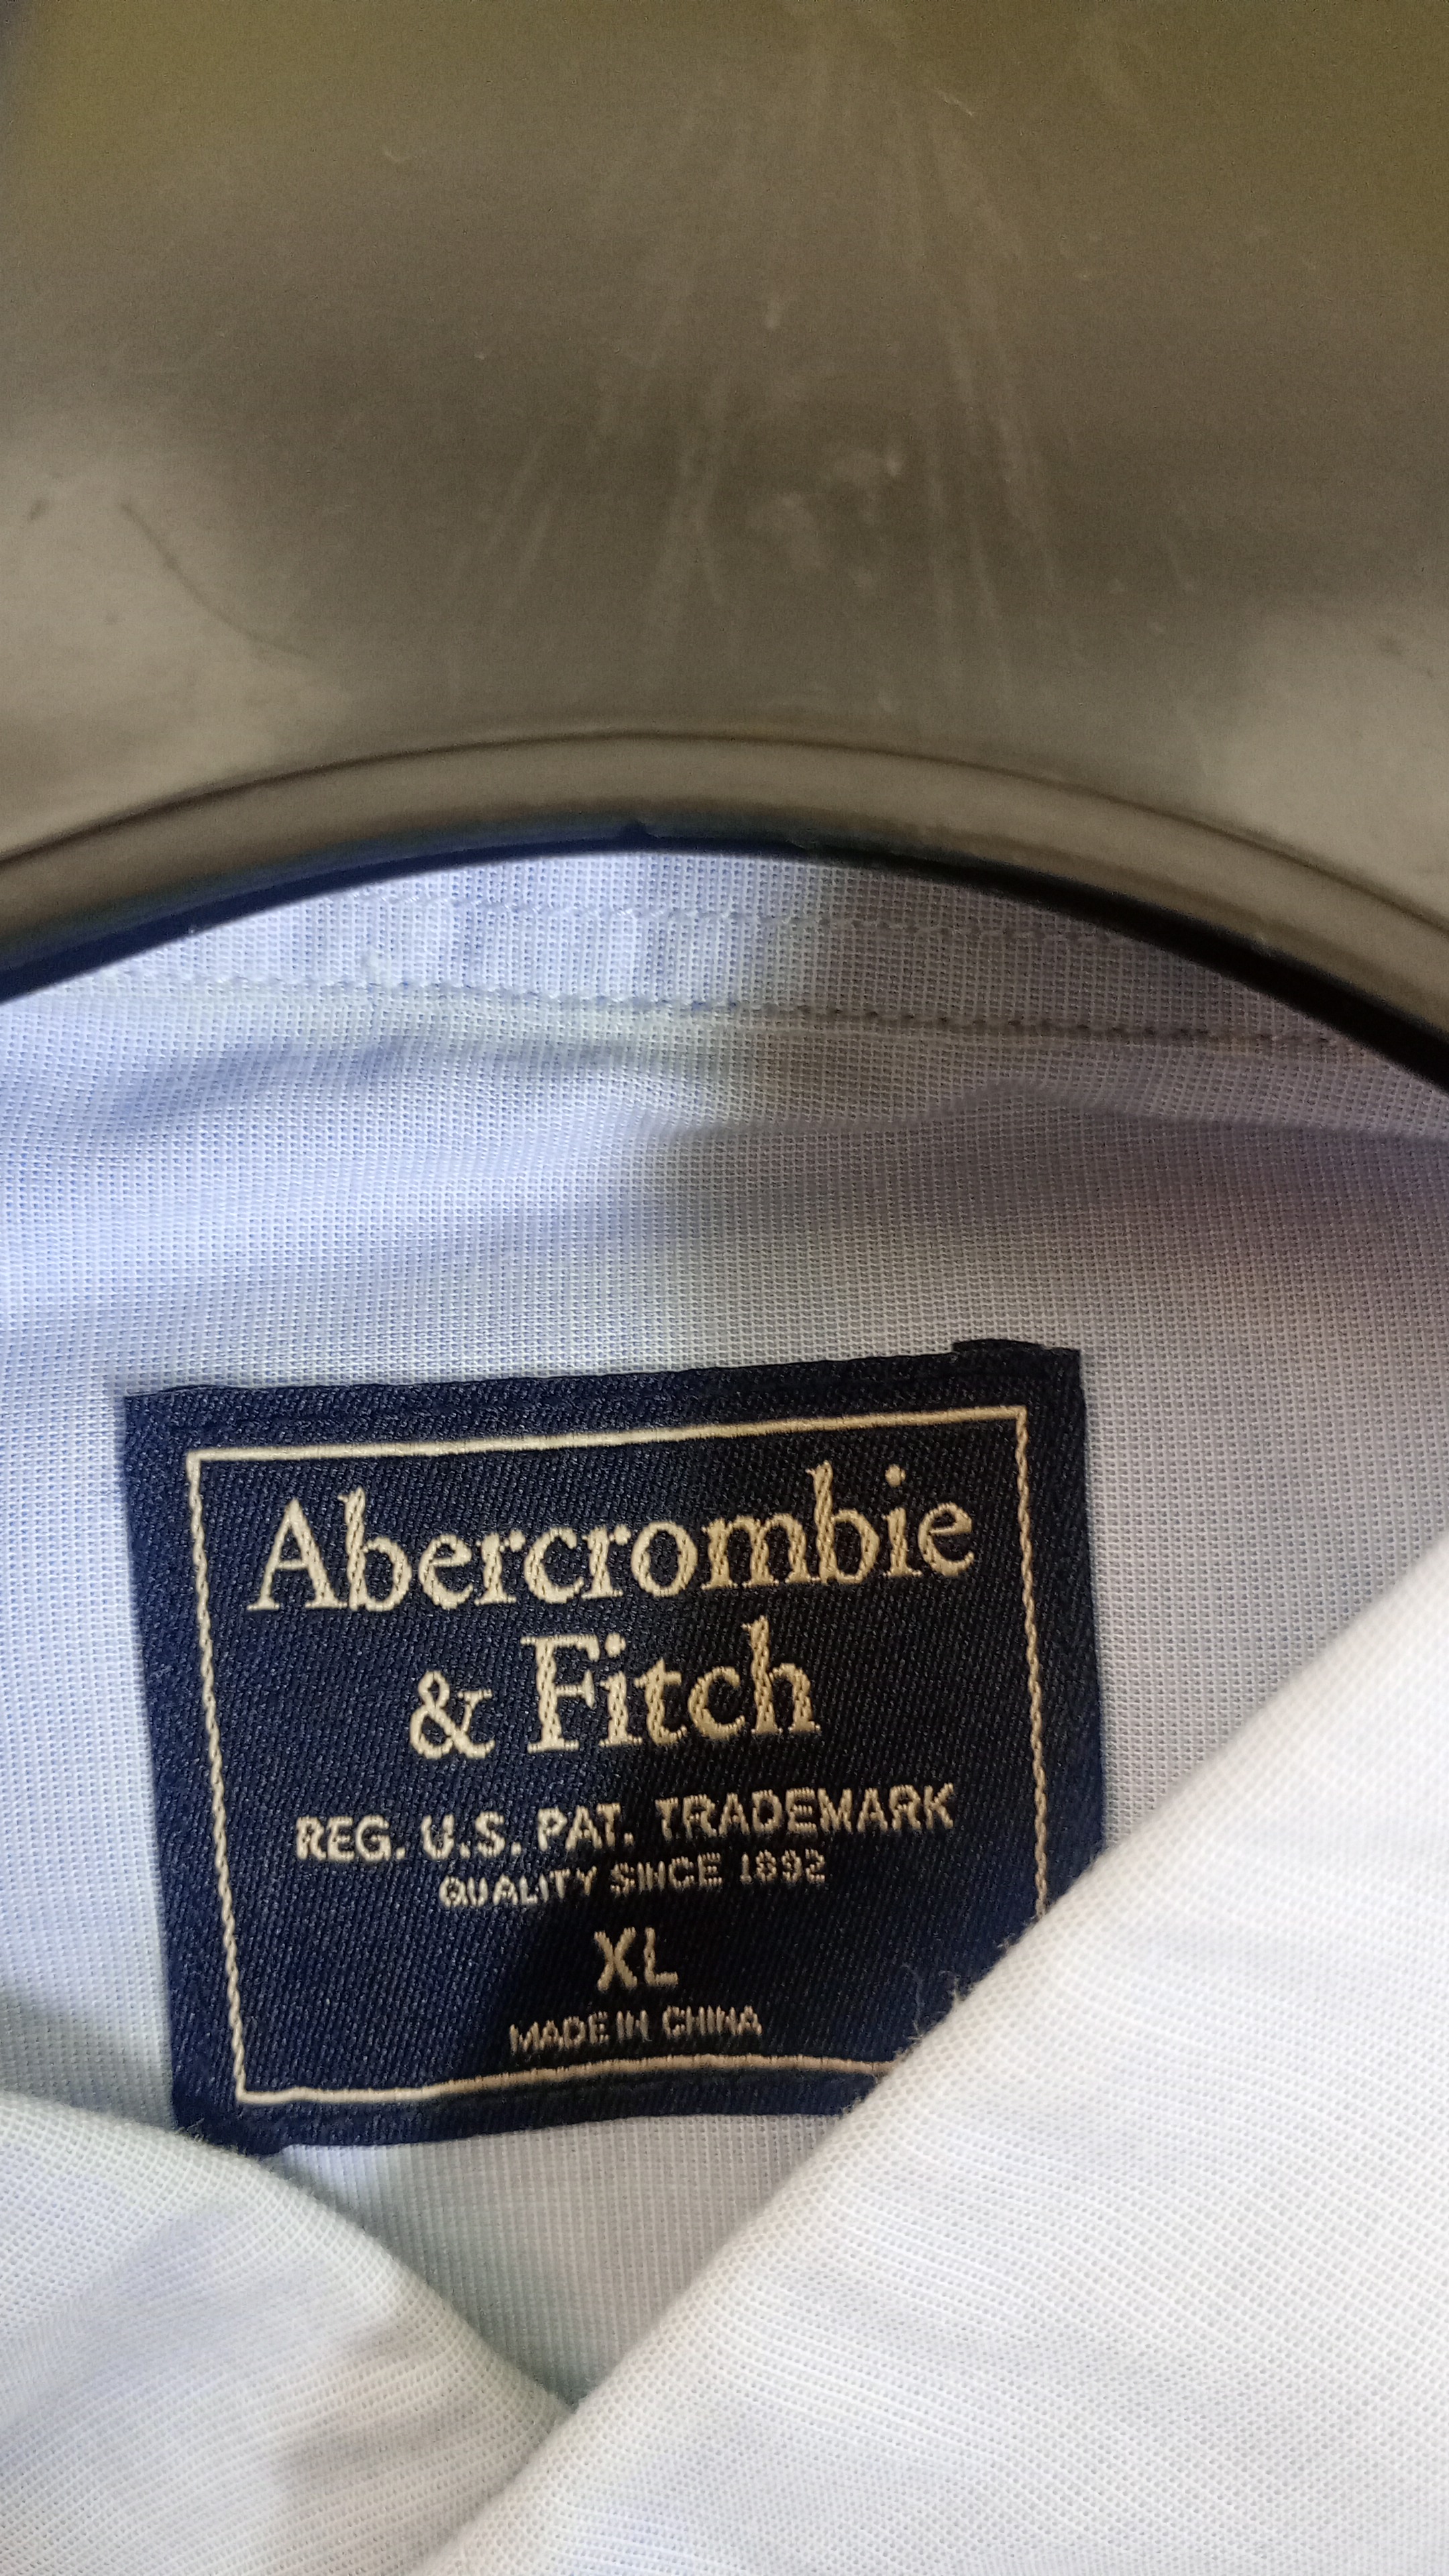 Abercrombie
& Fitch
REG. U.S. PAT. TRADEMARK
QUALITY SINCE 1892
XL
MADE IN CHINA